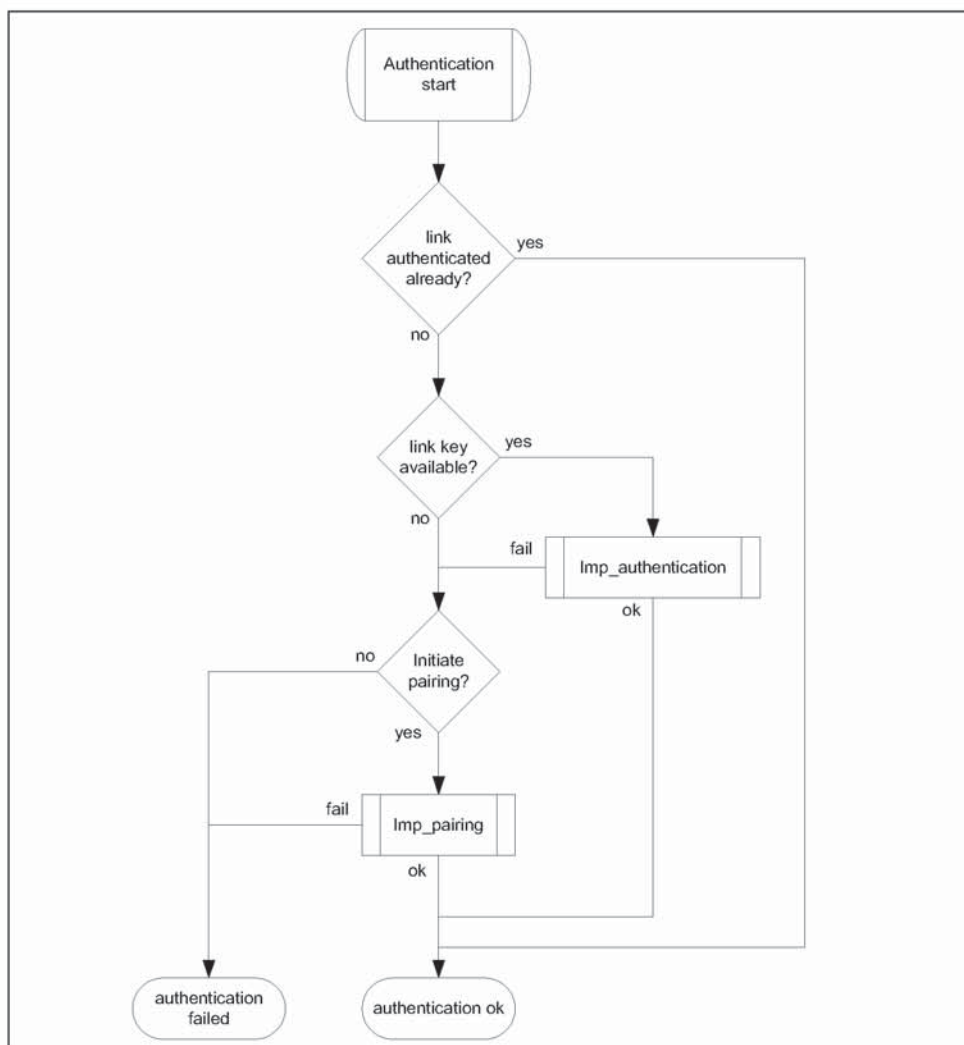 Authentication
start
link
authenticated
already?
yes
no
link key
available?
yes
no
fail
lmp_authentication
ok
no
Initiate
pairing?
yes
fail
lmp_pairing
ok
authentication
failed
authentication ok